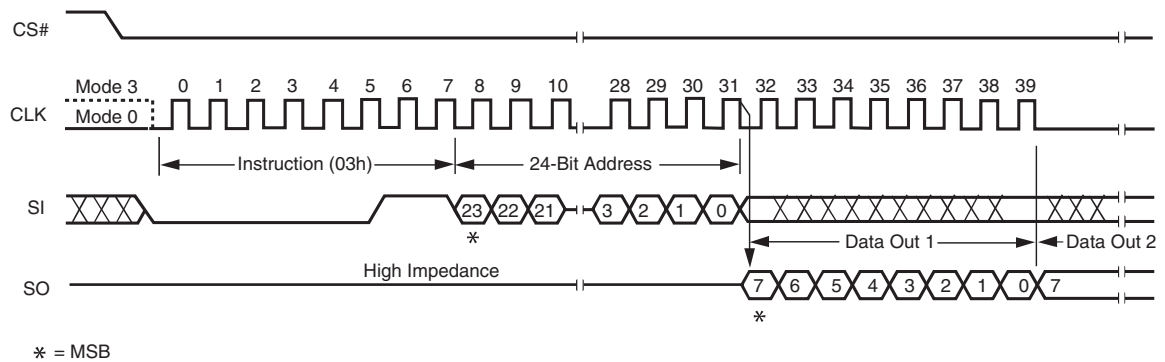 CS#
Mode 3
0 1 2 3 4 5 6 7 8 9 10 28 29 30 31 32 33 34 35 36 37 38 39
CLK
Mode 0
Instruction (03h) 24-Bit Address
SI
23 22 21 3 2 1 0
*
Data Out 1 Data Out 2
High Impedance
SO
7 6 5 4 3 2 1 0 7
*
* = MSB